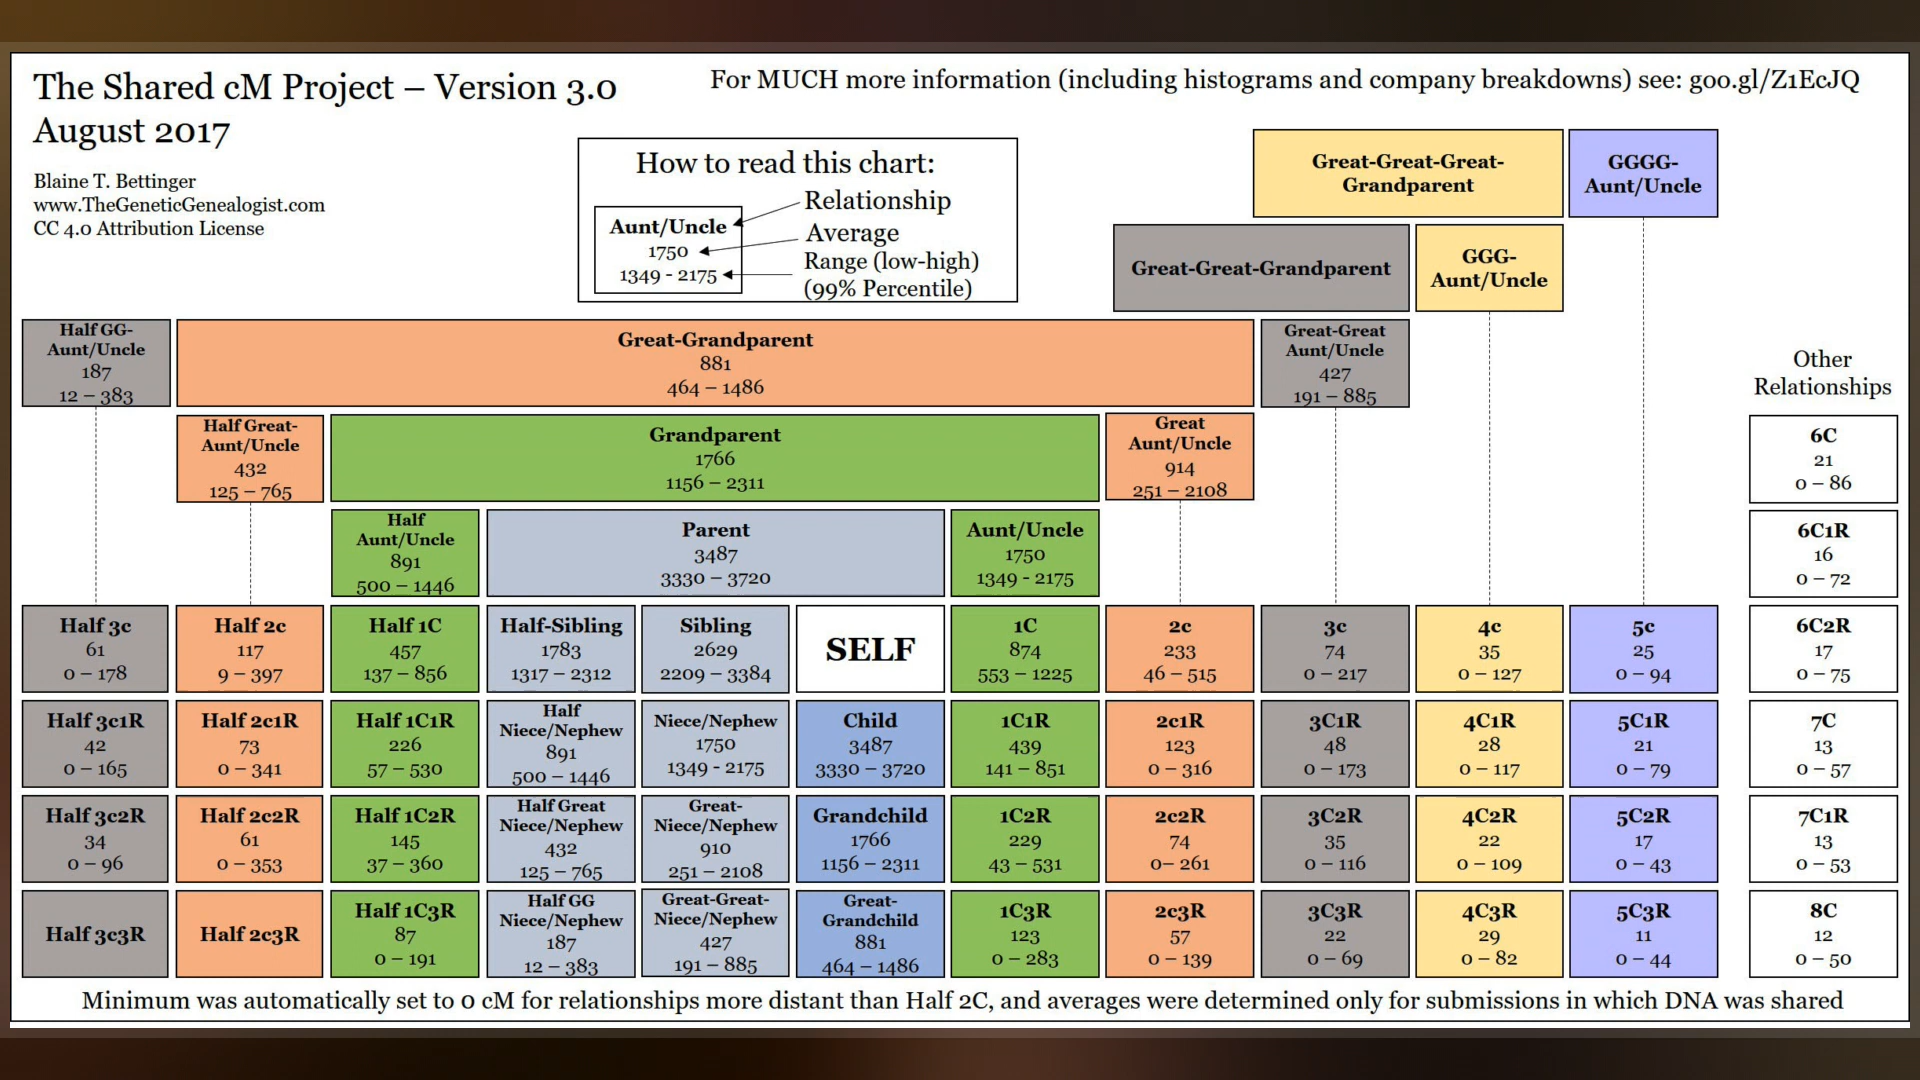 The Shared cM Project – Version 3.0
August 2017
For MUCH more information (including histograms and company breakdowns) see: goo.gl/Z1EcJQ
Blaine T. Bettinger
www.TheGeneticGenealogist.com
CC 4.0 Attribution License
How to read this chart:
Aunt/Uncle
1750
1349 - 2175
Relationship
Average
Range (low-high)
(99% Percentile)
Great-Great-Great-
Grandparent
GGGG-
Aunt/Uncle
Great-Great-Grandparent
GGG-
Aunt/Uncle
Half GG-
Aunt/Uncle
187
12 – 383
Great-Grandparent
881
464 – 1486
Great-Great
Aunt/Uncle
427
191 – 885
Other
Relationships
Half Great-
Aunt/Uncle
432
125 – 765
Grandparent
1766
1156 – 2311
Great
Aunt/Uncle
914
251 – 2108
6C
21
0 – 86
Half
Aunt/Uncle
891
500 – 1446
Parent
3487
3330 – 3720
Aunt/Uncle
1750
1349 - 2175
6C1R
16
0 – 72
Half 3c
61
0 – 178
Half 2c
117
9 – 397
Half 1C
457
137 – 856
Half-Sibling
1783
1317 – 2312
Sibling
2629
2209 – 3384
SELF
1C
874
553 – 1225
2c
233
46 – 515
3c
74
0 – 217
4c
35
0 – 127
5c
25
0 – 94
6C2R
17
0 – 75
Half 3c1R
42
0 – 165
Half 2c1R
73
0 – 341
Half 1C1R
226
57 – 530
Half
Niece/Nephew
891
500 – 1446
Niece/Nephew
1750
1349 - 2175
Child
3487
3330 – 3720
1C1R
439
141 – 851
2c1R
123
0 – 316
3C1R
48
0 – 173
4C1R
28
0 – 117
5C1R
21
0 – 79
7C
13
0 – 57
Half 3c2R
34
0 – 96
Half 2c2R
61
0 – 353
Half 1C2R
145
37 – 360
Half Great
Niece/Nephew
432
125 – 765
Great-
Niece/Nephew
910
251 – 2108
Grandchild
1766
1156 – 2311
1C2R
229
43 – 531
2c2R
74
0– 261
3C2R
35
0 – 116
4C2R
22
0 – 109
5C2R
17
0 – 43
7C1R
13
0 – 53
Half 3c3R
Half 2c3R
Half 1C3R
87
0 – 191
Half GG
Niece/Nephew
187
12 – 383
Great-Great-
Niece/Nephew
427
191 – 885
Great-
Grandchild
881
464 – 1486
1C3R
123
0 – 283
2c3R
57
0 – 139
3C3R
22
0 – 69
4C3R
29
0 – 82
5C3R
11
0 – 44
8C
12
0 – 50
Minimum was automatically set to 0 cM for relationships more distant than Half 2C, and averages were determined only for submissions in which DNA was shared